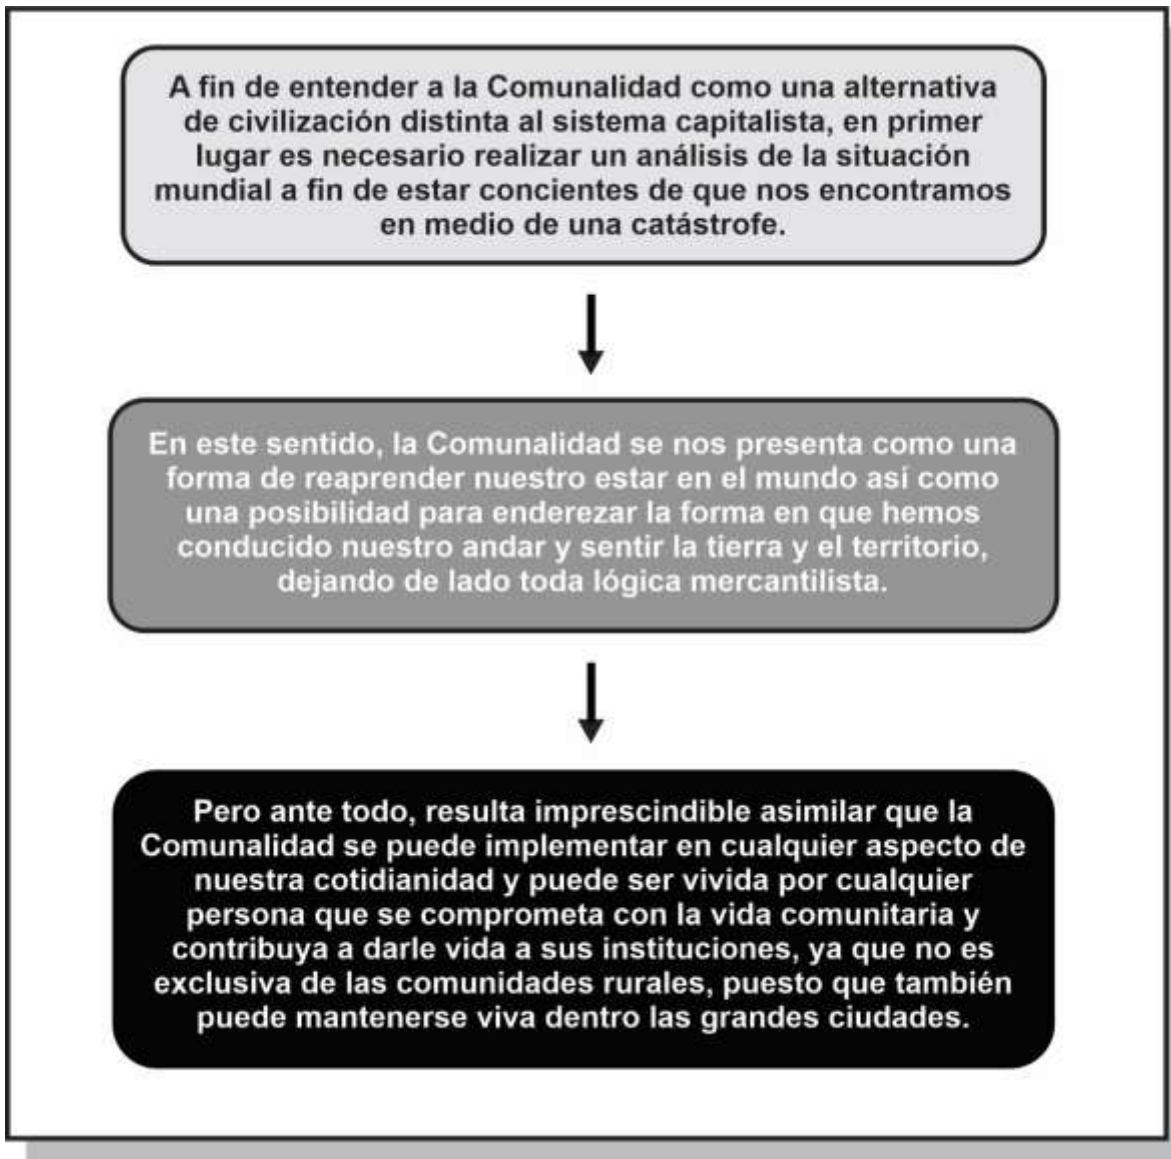 A fin de entender a la Comunalidad como una alternativa
de civilización distinta al sistema capitalista, en primer
lugar es necesario realizar un análisis de la situación
mundial a fin de estar concientes de que nos encontramos
en medio de una catástrofe.
En este sentido, la Comunalidad se nos presenta como una
forma de reaprender nuestro estar en el mundo así como
una posibilidad para enderezar la forma en que hemos
conducido nuestro andar y sentir la tierra y el territorio,
dejando de lado toda lógica mercantilista.
Pero ante todo, resulta imprescindible asimilar que la
Comunalidad se puede implementar en cualquier aspecto de
nuestra cotidianidad y puede ser vivida por cualquier
persona que se comprometa con la vida comunitaria y
contribuya a darle vida a sus instituciones, ya que no es
exclusiva de las comunidades rurales, puesto que también
puede mantenerse viva dentro las grandes ciudades.